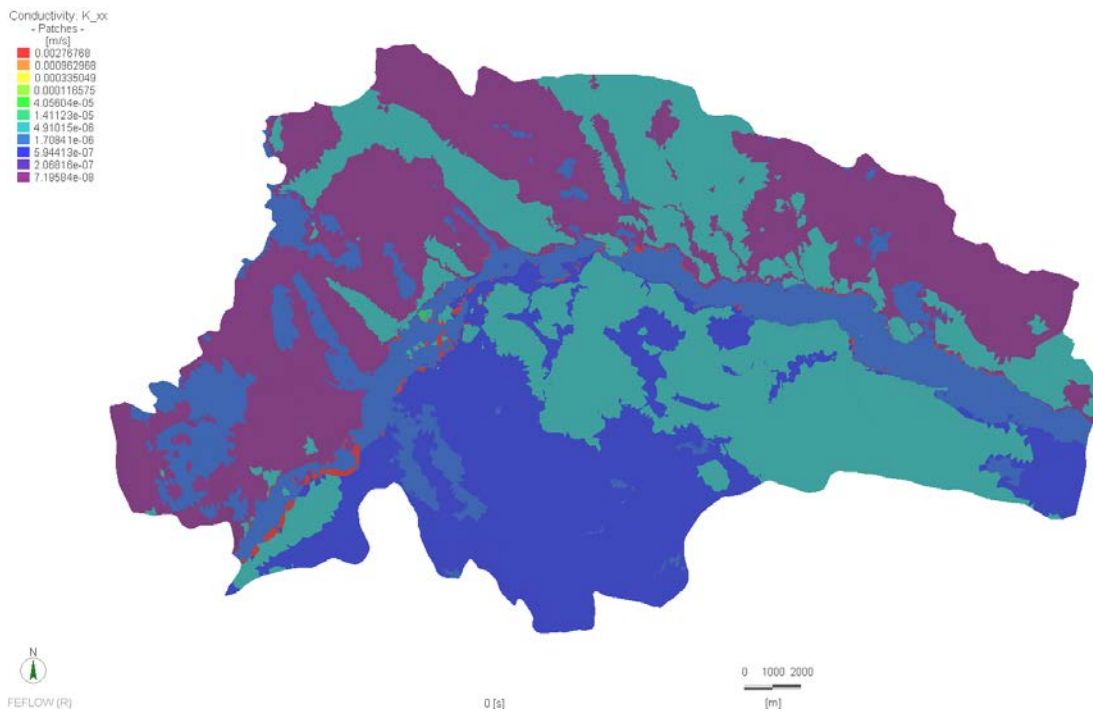 Conductivity: K_xx
- Patches -
[m/s]
0.00276768
0.000962968
0.000335049
0.000116575
4.05604e-05
1.41123e-05
4.91015e-06
1.70841e-06
5.94413e-07
2.06816e-07
7.19584e-08
N
FEFLOW (R)
0 [s]
0 1000 2000
[m]